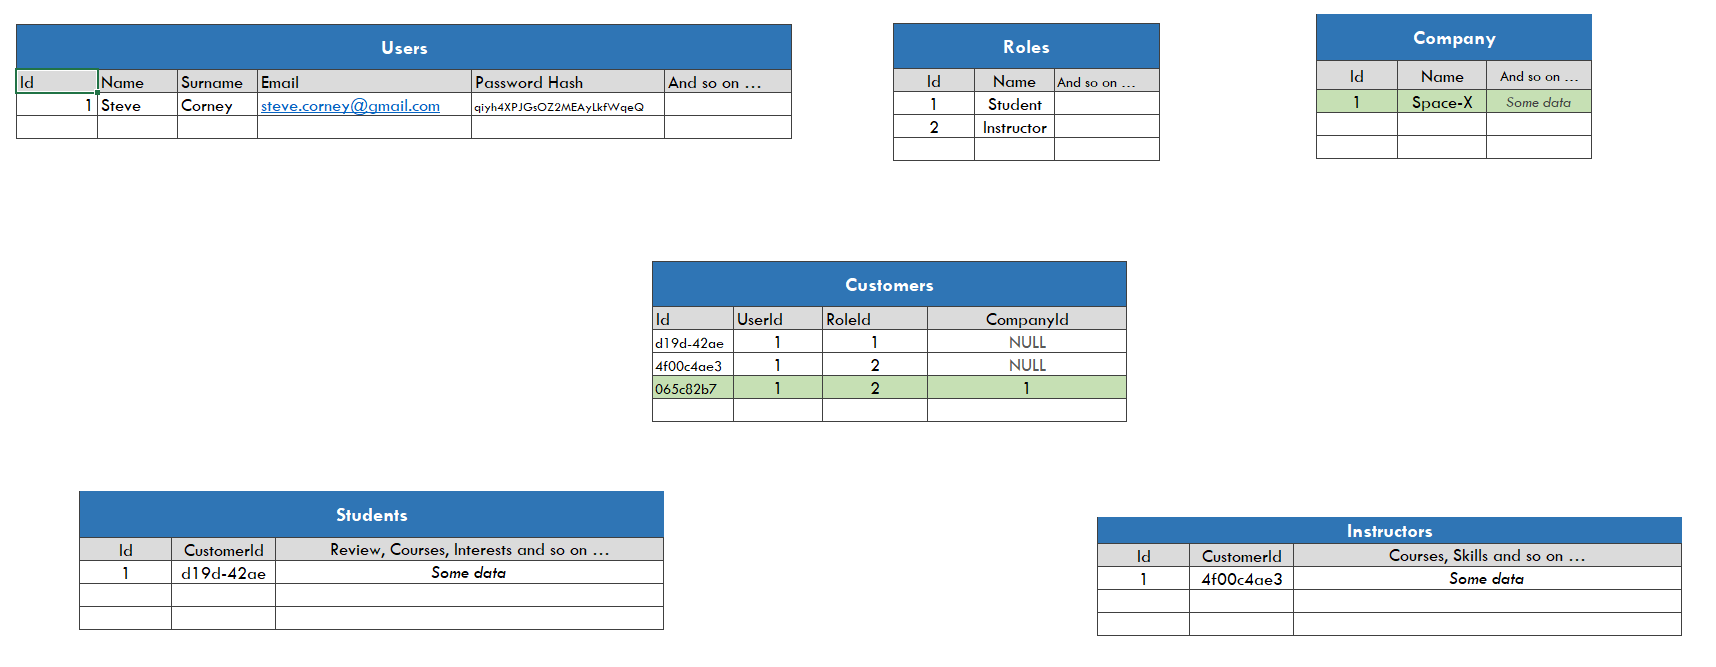 Users
Id Name Surname Email Password Hash And so on ...
1 Steve Corney steve.corney@gmail.com qiyh4XPJGsOZ2MEAyLkfWqeQ
Roles
Id Name And so on ...
1 Student
2 Instructor
Company
Id Name And so on ...
1 Space-X Some data
Customers
Id UserId RoleId CompanyId
d19d-42ae 1 1 NULL
4f00c4ae3 1 2 NULL
065c82b7 1 2 1
Students
Id CustomerId Review, Courses, Interests and so on ...
1 d19d-42ae Some data
Instructors
Id CustomerId Courses, Skills and so on ...
1 4f00c4ae3 Some data